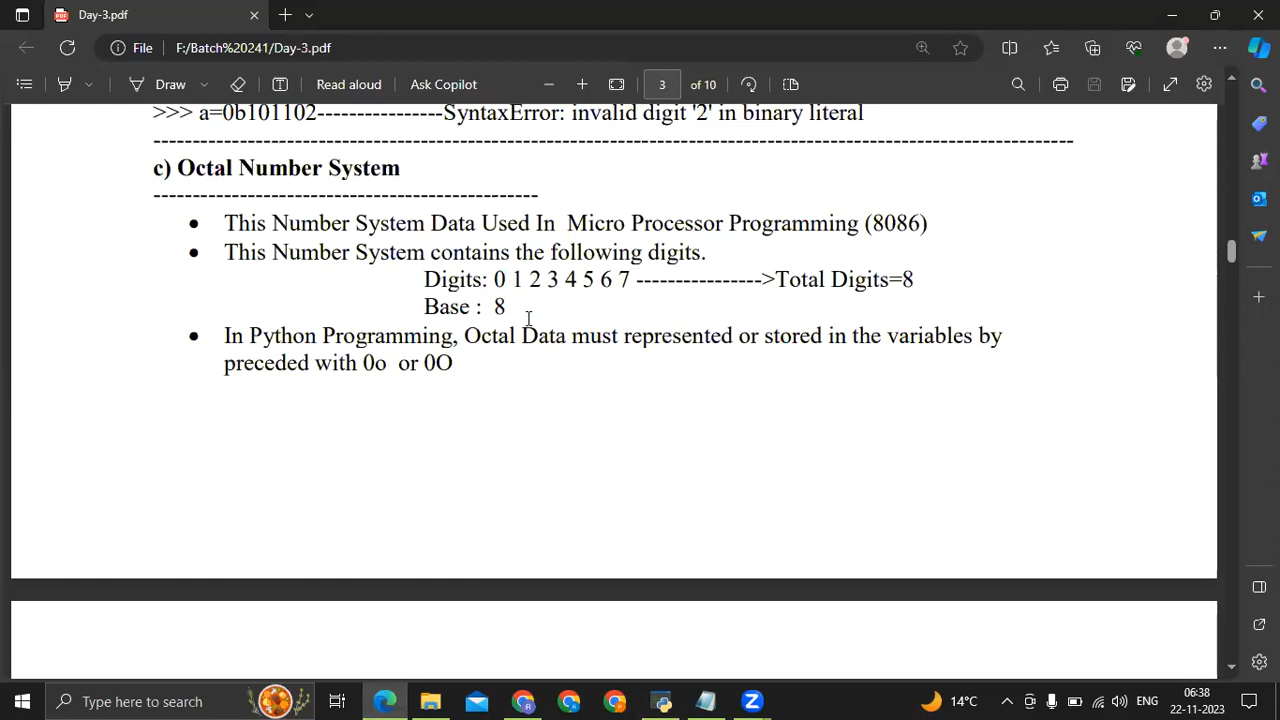 Day-3.pdf
File F:/Batch%20241/Day-3.pdf
Draw Read aloud Ask Copilot 3 of 10
>>> a=0b101102----------------SyntaxError: invalid digit '2' in binary literal
-----------------------------------------------------------------------------------------------------------------------
c) Octal Number System
--------------------------------------------------
• This Number System Data Used In Micro Processor Programming (8086)
• This Number System contains the following digits.
Digits: 0 1 2 3 4 5 6 7 ---------------->Total Digits=8
Base : 8
• In Python Programming, Octal Data must represented or stored in the variables by
preceded with 0o or 0O
Type here to search
14°C
ENG
06:38
22-11-2023